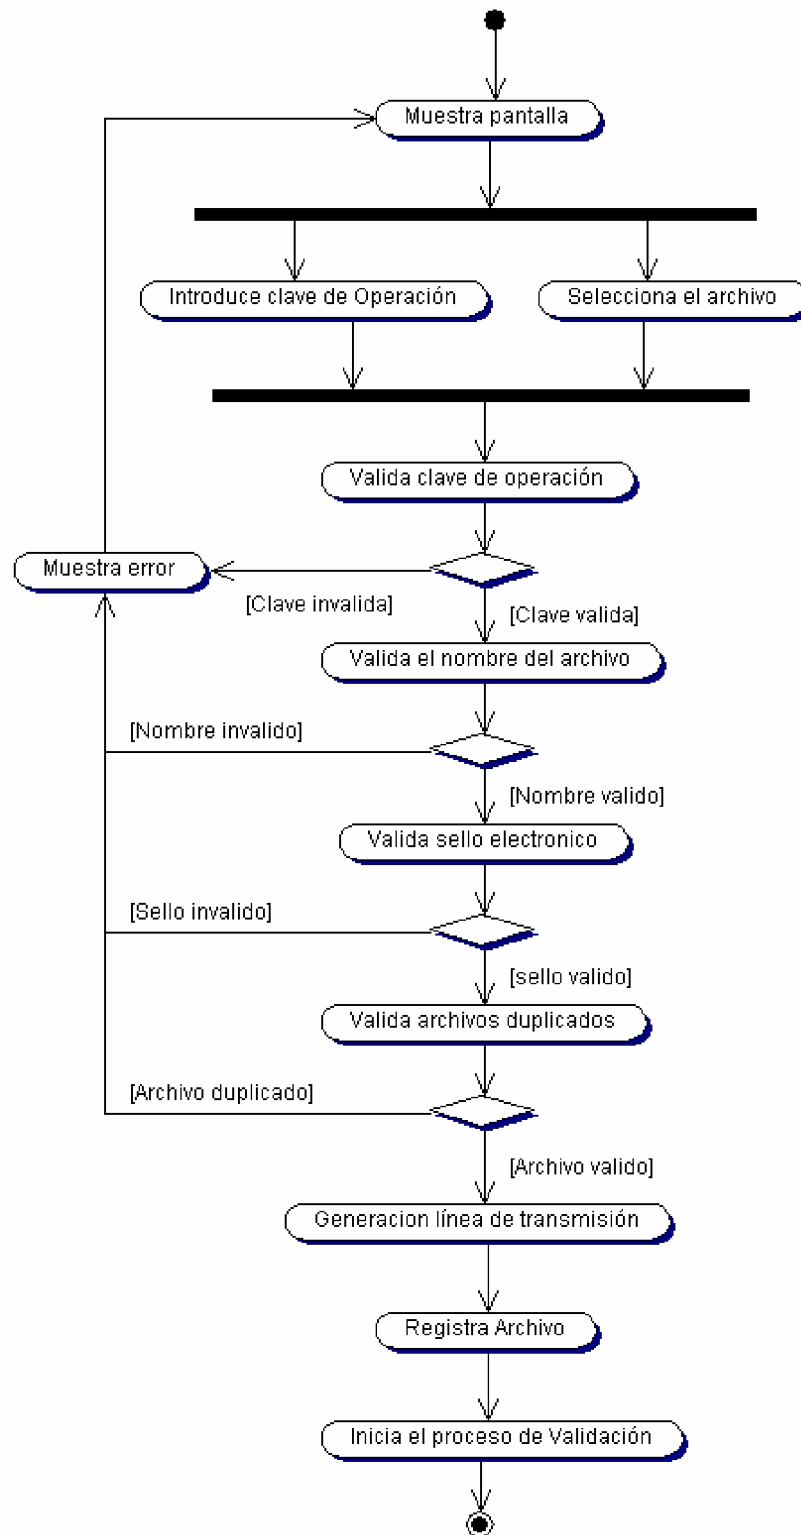 Muestra pantalla
Introduce clave de Operación
Selecciona el archivo
Valida clave de operación
Muestra error
[Clave invalida]
[Clave valida]
Valida el nombre del archivo
[Nombre invalido]
[Nombre valido]
Valida sello electronico
[Sello invalido]
[sello valido]
Valida archivos duplicados
[Archivo duplicado]
[Archivo valido]
Generacion línea de transmisión
Registra Archivo
Inicia el proceso de Validación